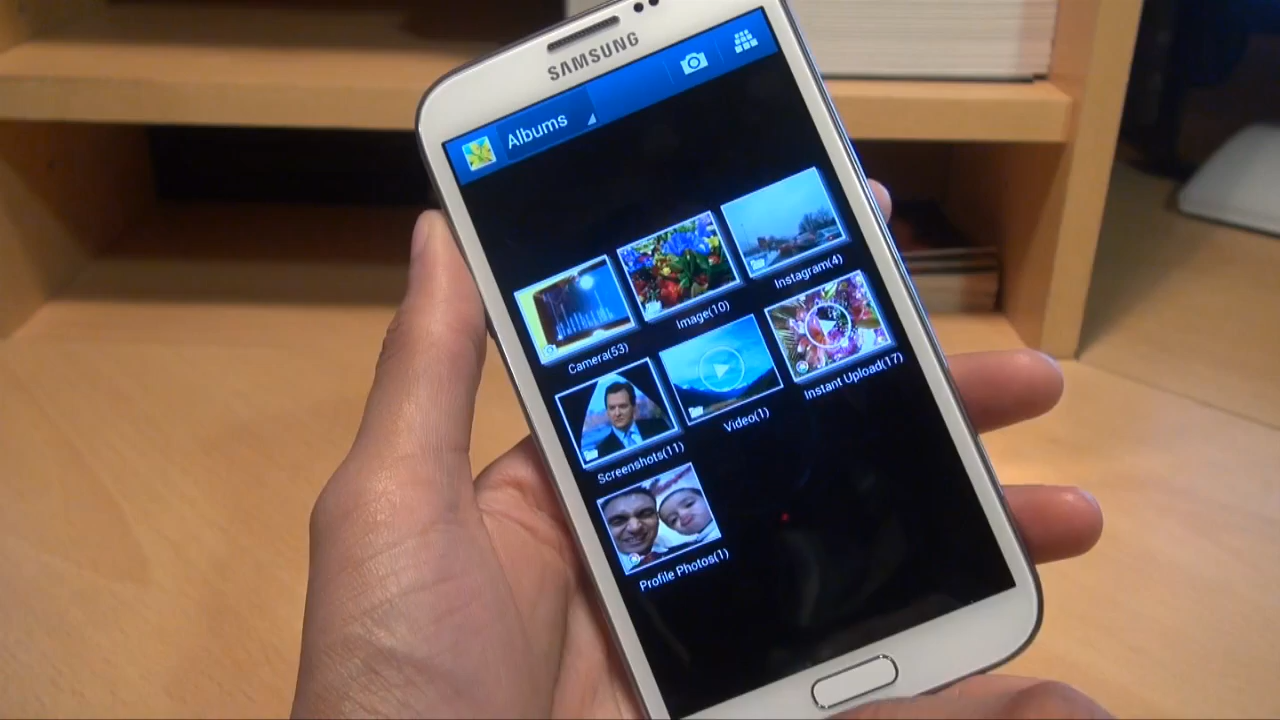 SAMSUNG
Albums
Camera(53)
Image(10)
Instagram(4)
Screenshots(11)
Video(1)
Instant Upload(17)
Profile Photos(1)